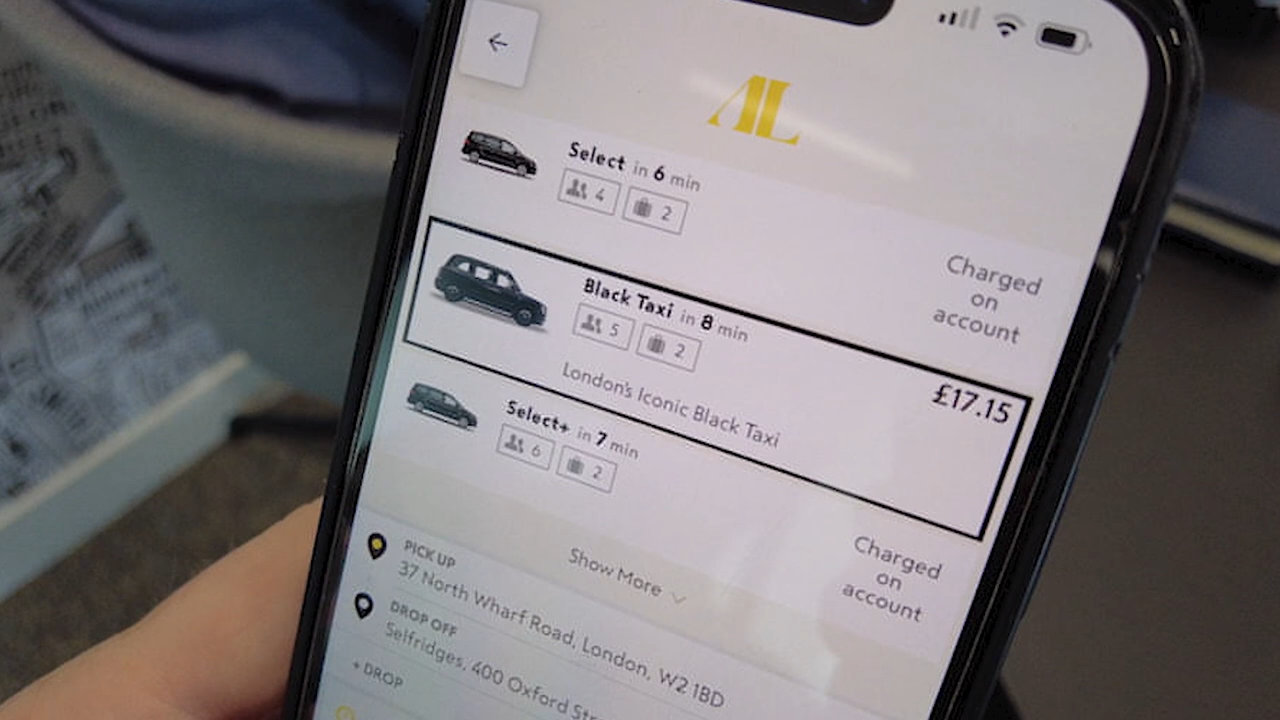 AL
Select in 6 min
4 2
Charged
on
account
Black Taxi in 8 min
5 2
£17.15
London's Iconic Black Taxi
Select+ in 7 min
6 2
Charged
on
account
Show More
PICK UP
37 North Wharf Road, London, W2 1BD
DROP OFF
Selfridges, 400 Oxford
+ DROP